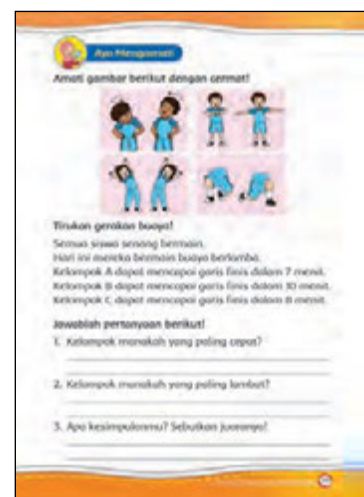 Ayo Mengamati
Amati gambar berikut dengan cermat!
Tirukan gerakan buaya!
Semua siswa senang bermain.
Hari ini mereka bermain buaya berlomba.
Kelompok A dapat mencapai garis finis dalam 7 menit.
Kelompok B dapat mencapai garis finis dalam 10 menit.
Kelompok C dapat mencapai garis finis dalam 8 menit.
Jawablah pertanyaan berikut!
1. Kelompok manakah yang paling cepat?
2. Kelompok manakah yang paling lambat?
3. Apa kesimpulanmu? Sebutkan juaranya!